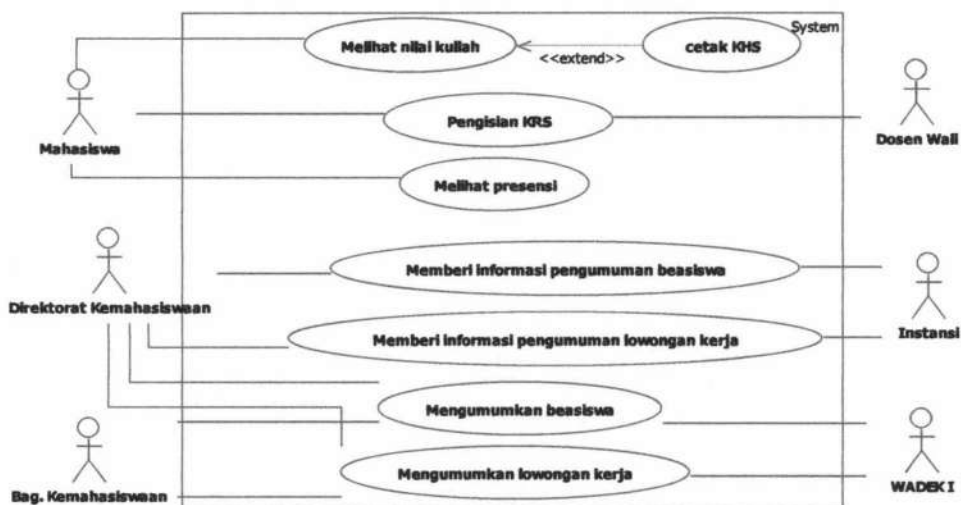 System
Melihat nilai kuliah
<<extend>>
cetak KHS
Mahasiswa
Pengisian KRS
Dosen Wali
Melihat presensi
Direktorat Kemahasiswaan
Memberi informasi pengumuman beasiswa
Instansi
Memberi informasi pengumuman lowongan kerja
Mengumumkan beasiswa
Bag. Kemahasiswaan
Mengumumkan lowongan kerja
WADEK I